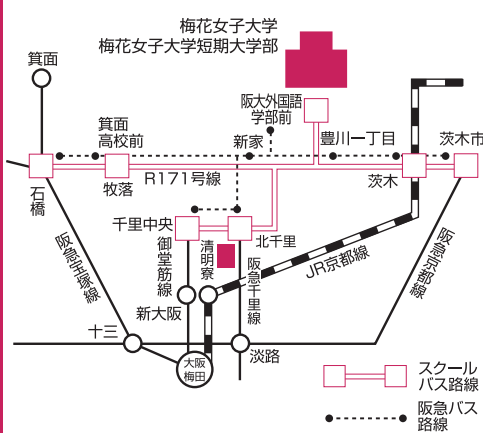 梅花女子大学
梅花女子大学短期大学部
箕面
阪大外国語
学部前
箕面
高校前
新家
豊川一丁目
茨木市
石橋
牧落
R171号線
茨木
千里中央
御堂筋線
清明寮
北千里
阪急宝塚線
阪急千里線
JR京都線
阪急京都線
新大阪
十三
大阪
梅田
淡路
スクール
バス路線
阪急バス
路線